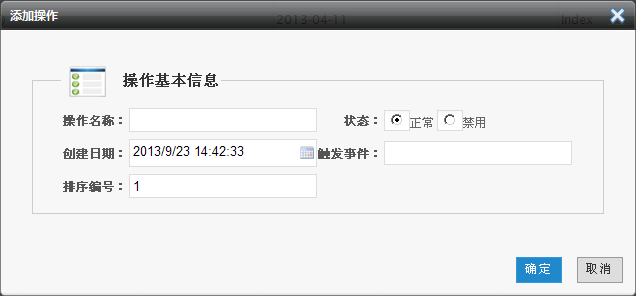 添加操作
2013-04-11
Index
操作基本信息
操作名称：
状态： 正常 禁用
创建日期： 2013/9/23 14:42:33
触发事件：
排序编号： 1
确定
取消